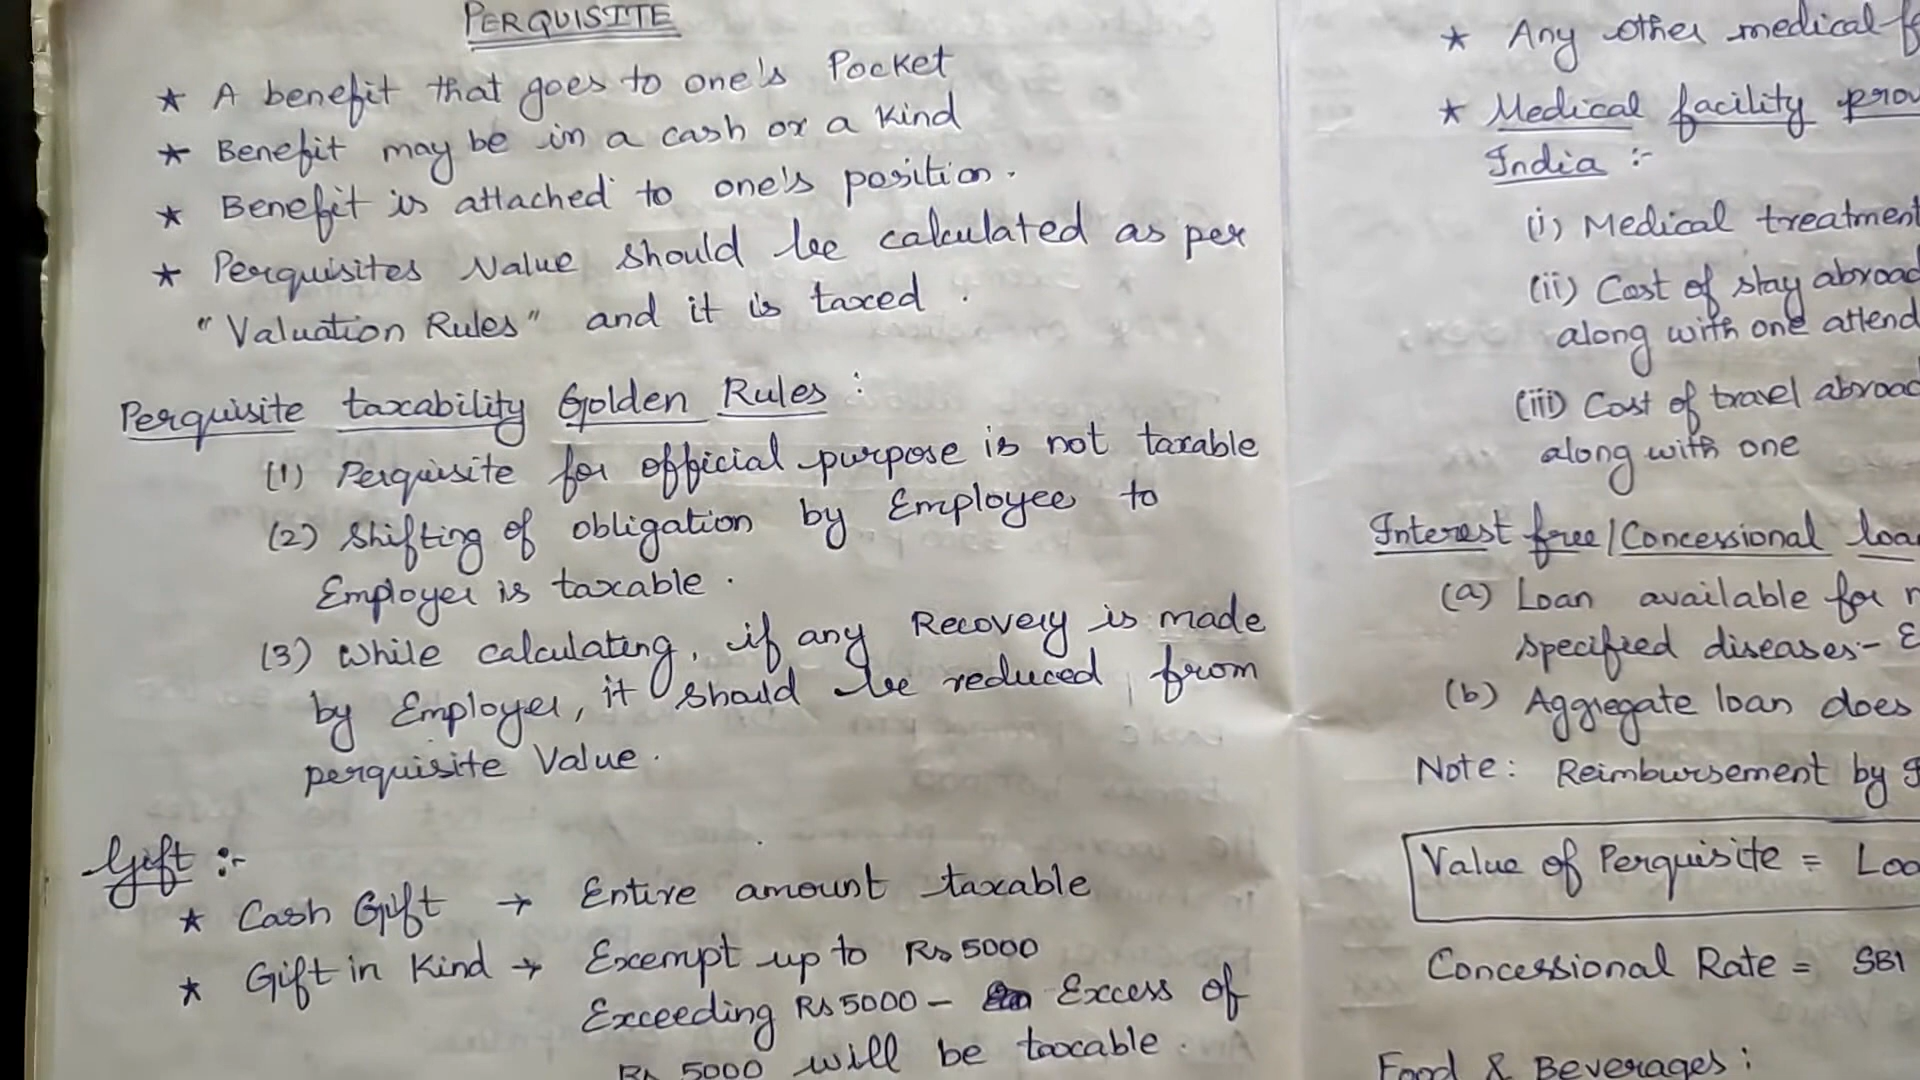 PERQUISITE
★ A benefit that goes to one's Pocket
★ Benefit may be in a cash or a Kind
★ Benefit is attached to one's position.
★ Perquisites Value should be calculated as per
"Valuation Rules" and it is taxed.
Perquisite taxability Golden Rules :
(1) Perquisite for official purpose is not taxable
(2) Shifting of obligation by Employee to
Employer is taxable.
(3) While calculating, if any Recovery is made
by Employer, it should be reduced from
perquisite Value.
Gift :-
★ Cash Gift → Entire amount taxable
★ Gift in Kind → Exempt up to Rs 5000
Exceeding Rs 5000 - Excess of
Rs 5000 will be taxable.
★ Any other medical
★ Medical facility
India :-
(i) Medical treatment
(ii) Cost of stay abroad
along with one
(iii) Cost of travel abroad
along with one
Interest free/Concessional
(a) Loan available for
specified diseases:-
(b) Aggregate loan does
Note: Reimbursement by
Value of Perquisite =
Concessional Rate = SBI
Food & Beverages :